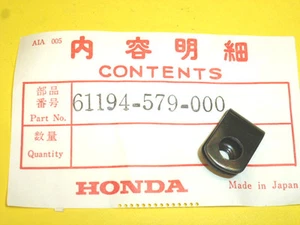 AIA 005
内容明細
CONTENTS
部品
番号
Part No.
61194-579-000
数量
Quantity
HONDA
Made in Japan